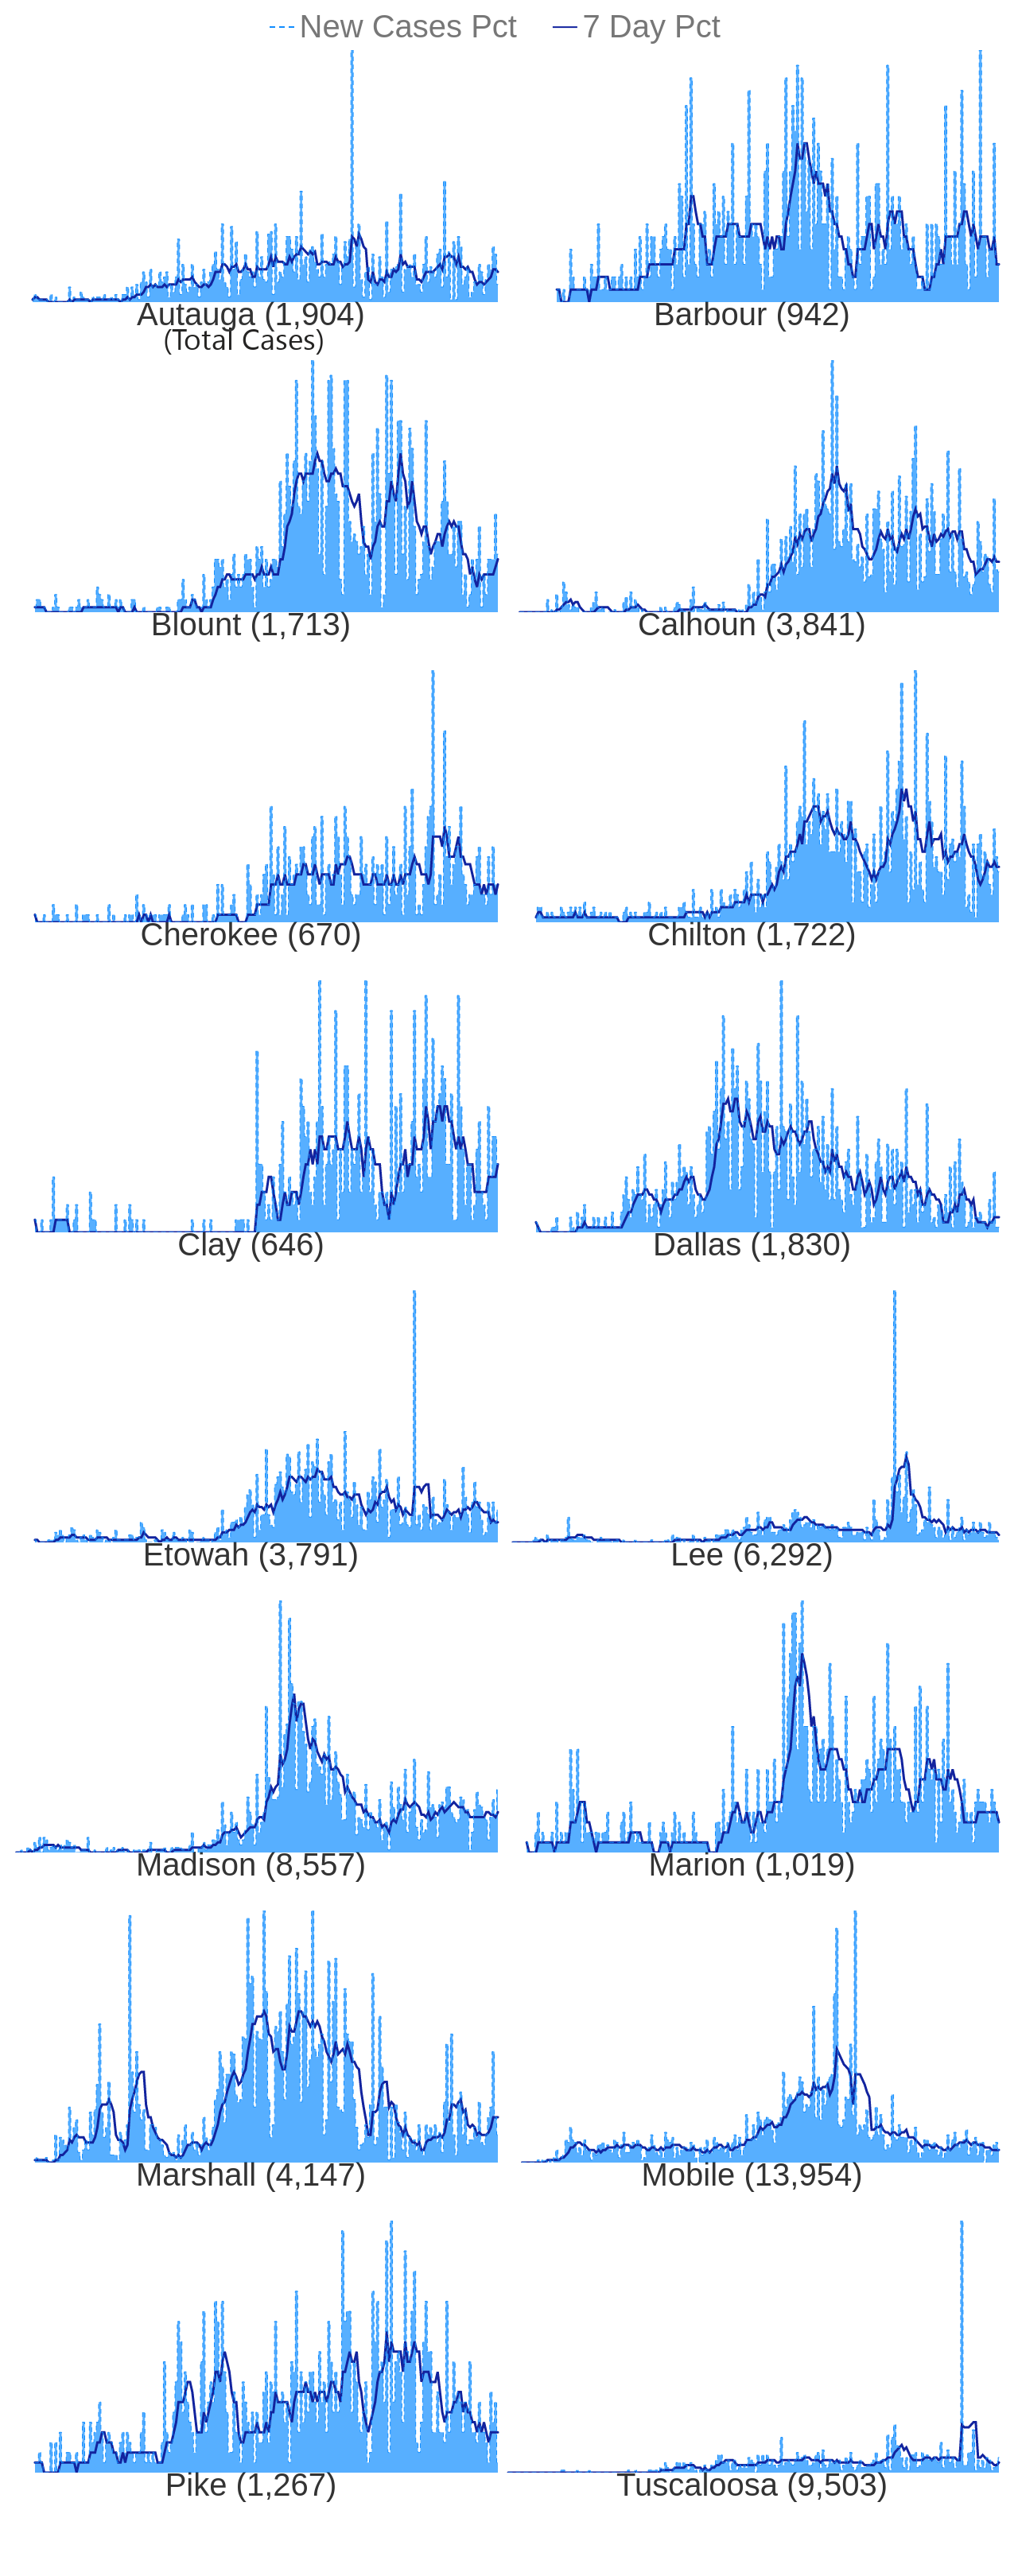 New Cases Pct 7 Day Pct
Autauga (1,904) Barbour (942)
(Total Cases)
Blount (1,713) Calhoun (3,841)
Cherokee (670) Chilton (1,722)
Clay (646) Dallas (1,830)
Etowah (3,791) Lee (6,292)
Madison (8,557) Marion (1,019)
Marshall (4,147) Mobile (13,954)
Pike (1,267) Tuscaloosa (9,503)